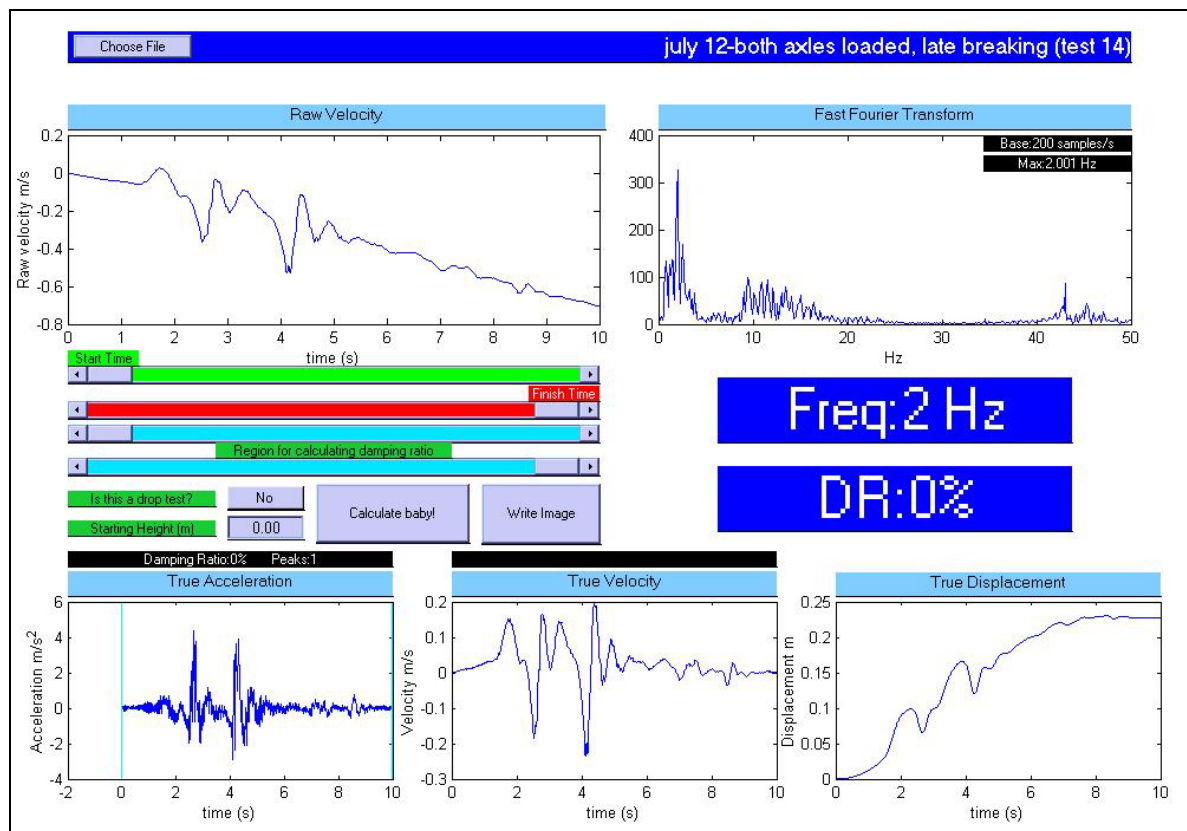 Choose File
july 12-both axles loaded, late breaking (test 14)
Raw Velocity
Raw velocity m/s
0.2
0
-0.2
-0.4
-0.6
-0.8
0 1 2 3 4 5 6 7 8 9 10
time (s)
Fast Fourier Transform
Base:200 samples/s
Max:2.001 Hz
400
300
200
100
0
0 10 20 30 40 50
Hz
Start Time
Finish Time
Region for calculating damping ratio
Is this a drop test?
No
Starting Height (m)
0.00
Calculate baby!
Write Image
Freq:2 Hz
DR:0%
Damping Ratio:0% Peaks:1
True Acceleration
Acceleration m/s²
6
4
2
0
-2
-4
-2 0 2 4 6 8 10
time (s)
True Velocity
Velocity m/s
0.2
0.1
0
-0.1
-0.2
-0.3
0 2 4 6 8 10
time (s)
True Displacement
Displacement m
0.25
0.2
0.15
0.1
0.05
0
0 2 4 6 8 10
time (s)